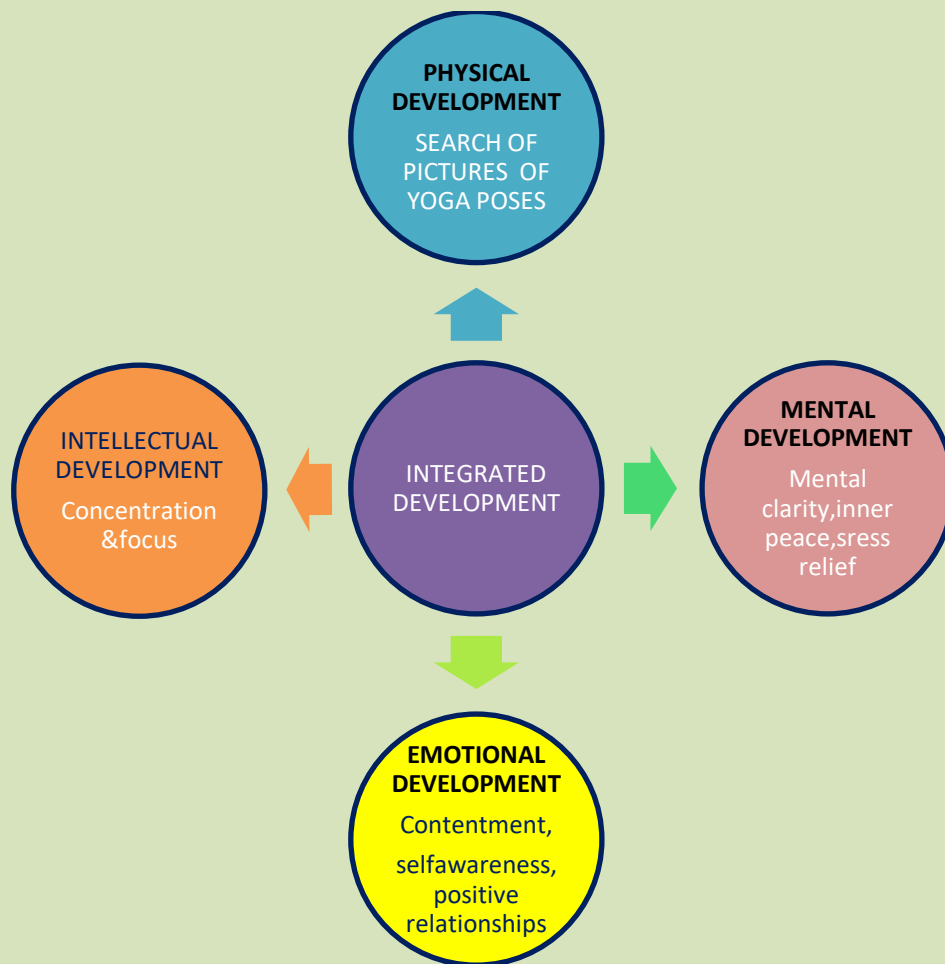 PHYSICAL
DEVELOPMENT
SEARCH OF
PICTURES OF
YOGA POSES
INTELLECTUAL
DEVELOPMENT
Concentration
&focus
INTEGRATED
DEVELOPMENT
MENTAL
DEVELOPMENT
Mental
clarity,inner
peace,sress
relief
EMOTIONAL
DEVELOPMENT
Contentment,
selfawareness,
positive
relationships